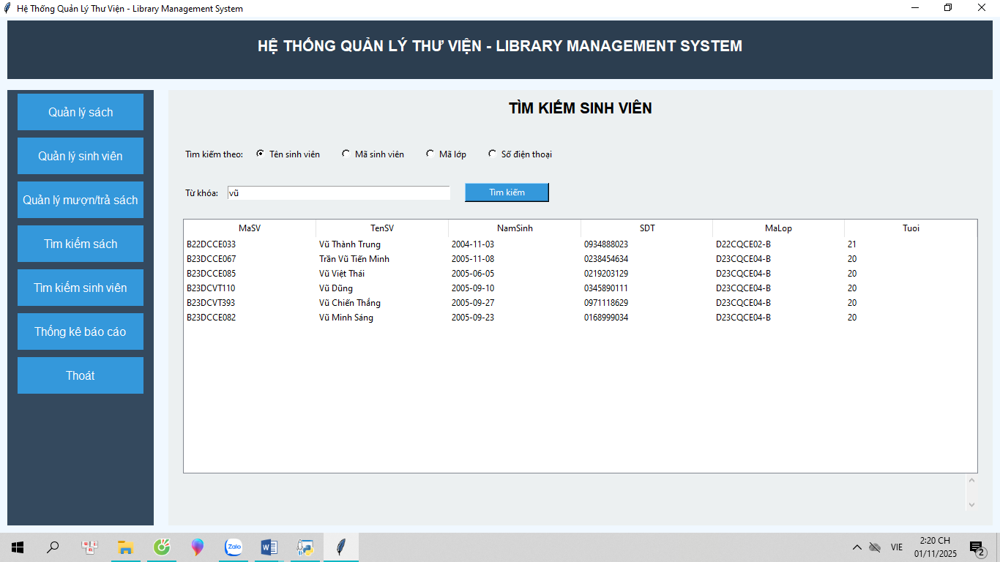 Hệ Thống Quản Lý Thư Viện - Library Management System
HỆ THỐNG QUẢN LÝ THƯ VIỆN - LIBRARY MANAGEMENT SYSTEM
Quản lý sách
Quản lý sinh viên
Quản lý mượn/trả sách
Tìm kiếm sách
Tìm kiếm sinh viên
Thống kê báo cáo
Thoát
TÌM KIẾM SINH VIÊN
Tìm kiếm theo: Tên sinh viên Mã sinh viên Mã lớp Số điện thoại
Từ khóa: vũ Tìm kiếm
MaSV TenSV NamSinh SDT MaLop Tuoi
B22DCCE033 Vũ Thành Trung 2004-11-03 0934888023 D22CQCE02-B 21
B23DCCE067 Trần Vũ Tiến Minh 2005-11-08 0238454634 D23CQCE04-B 20
B23DCCE085 Vũ Việt Thái 2005-06-05 0219203129 D23CQCE04-B 20
B23DCVT110 Vũ Dũng 2005-09-10 0345890111 D23CQCE04-B 20
B23DCVT393 Vũ Chiến Thắng 2005-09-27 0971118629 D23CQCE04-B 20
B23DCCE082 Vũ Minh Sáng 2005-09-23 0168999034 D23CQCE04-B 20
Zalo
VIE
2:20 CH
01/11/2025
2